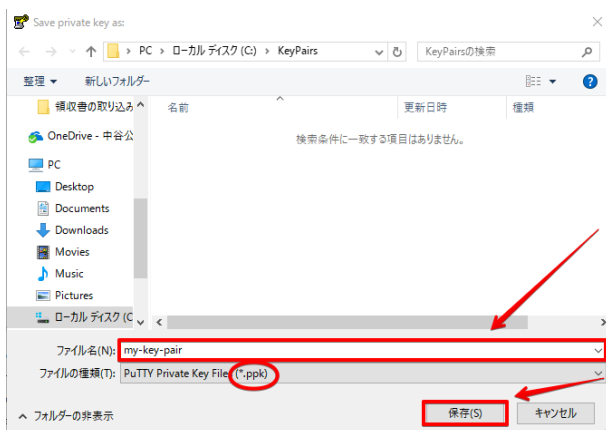 Save private key as:
PC > ローカル ディスク (C:) > KeyPairs
KeyPairsの検索
整理 新しいフォルダー
領収書の取り込み
名前 更新日時 種類
OneDrive - 中谷公
検索条件に一致する項目はありません。
PC
Desktop
Documents
Downloads
Movies
Music
Pictures
ローカル ディスク (C
ファイル名(N): my-key-pair
ファイルの種類(T): PuTTY Private Key File (*.ppk)
フォルダーの非表示
保存(S) キャンセル